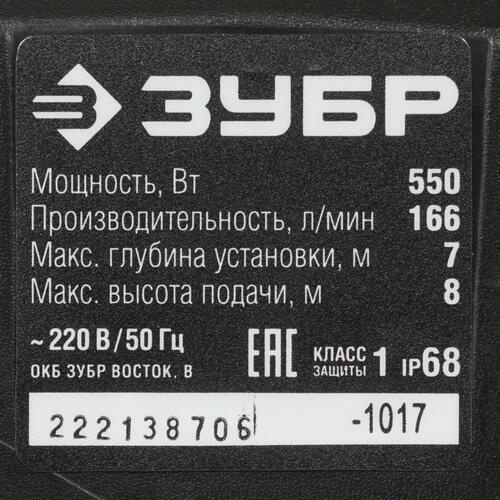 ЗУБР
Мощность, Вт 550
Производительность, л/мин 166
Макс. глубина установки, м 7
Макс. высота подачи, м 8
~ 220 В / 50 Гц EAC КЛАСС ЗАЩИТЫ 1 IP68
ОКБ ЗУБР ВОСТОК. В
222138706 -1017